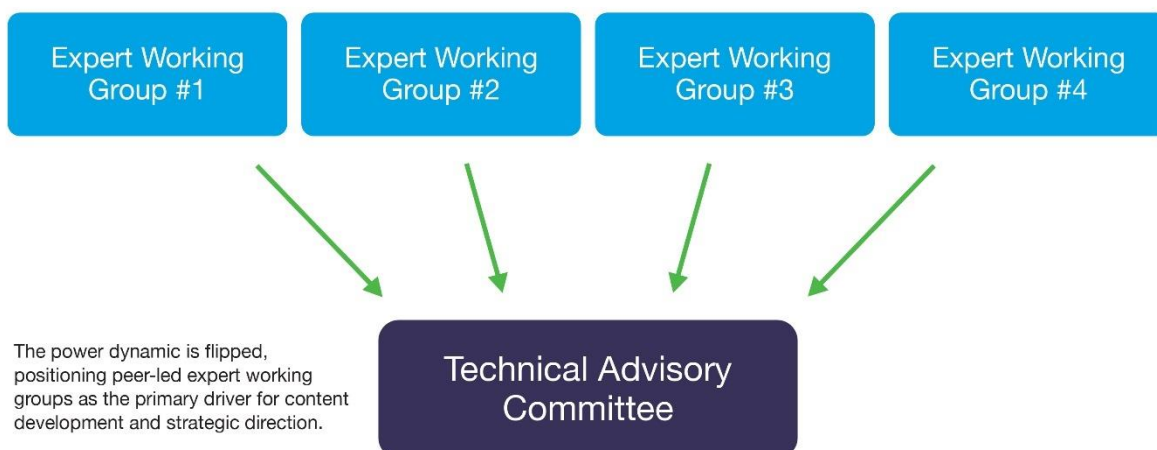 Expert Working
Group #1
Expert Working
Group #2
Expert Working
Group #3
Expert Working
Group #4
The power dynamic is flipped,
positioning peer-led expert working
groups as the primary driver for content
development and strategic direction.
Technical Advisory
Committee